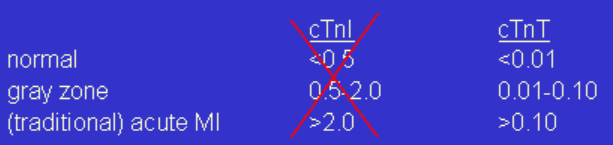 cTnI cTnT
normal <0.5 <0.01
gray zone 0.5-2.0 0.01-0.10
(traditional) acute MI >2.0 >0.10